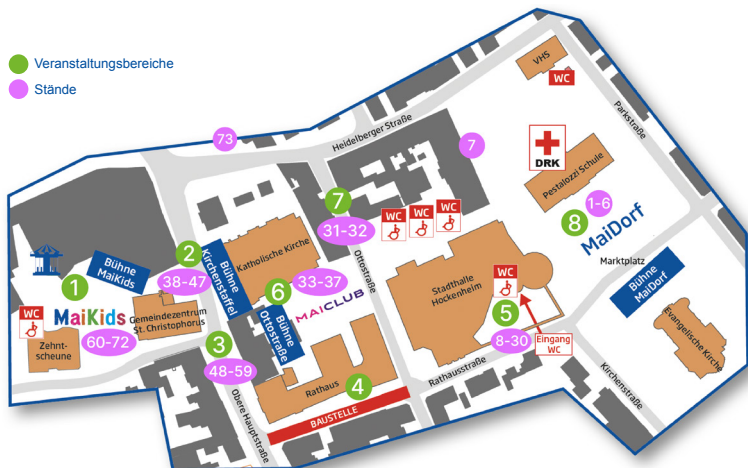 Veranstaltungsbereiche
Stände
VHS
WC
Parkstraße
73
Heidelberger Straße
7
DRK
Pestalozzi Schule
1-6
8
MaiDorf
Marktplatz
Bühne
MaiDorf
Evangelische Kirche
Kirchenstraße
7
31-32
WC
WC
WC
Ottostraße
Stadthalle
Hockenheim
WC
5
8-30
Eingang
WC
Rathausstraße
2
Bühne
Kirchenstaffel
38-47
Katholische Kirche
6
33-37
MAICLUB
Bühne
Ottostraße
1
Bühne
MaiKids
MaiKids
WC
Zehnt-
scheune
60-72
Gemeindezentrum
St. Christophorus
3
48-59
Obere Hauptstraße
Rathaus
4
BAUSTELLE